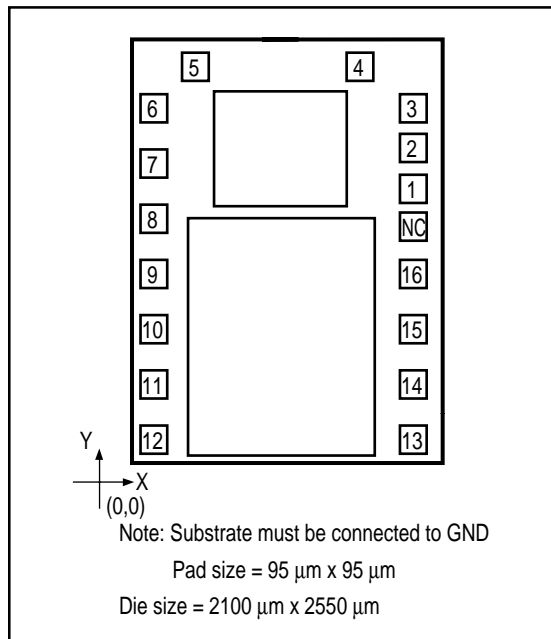 5 4
6 3
7 2
1
8 NC
9 16
10 15
11 14
12 13
Y
X
(0,0)
Note: Substrate must be connected to GND
Pad size = 95 µm x 95 µm
Die size = 2100 µm x 2550 µm